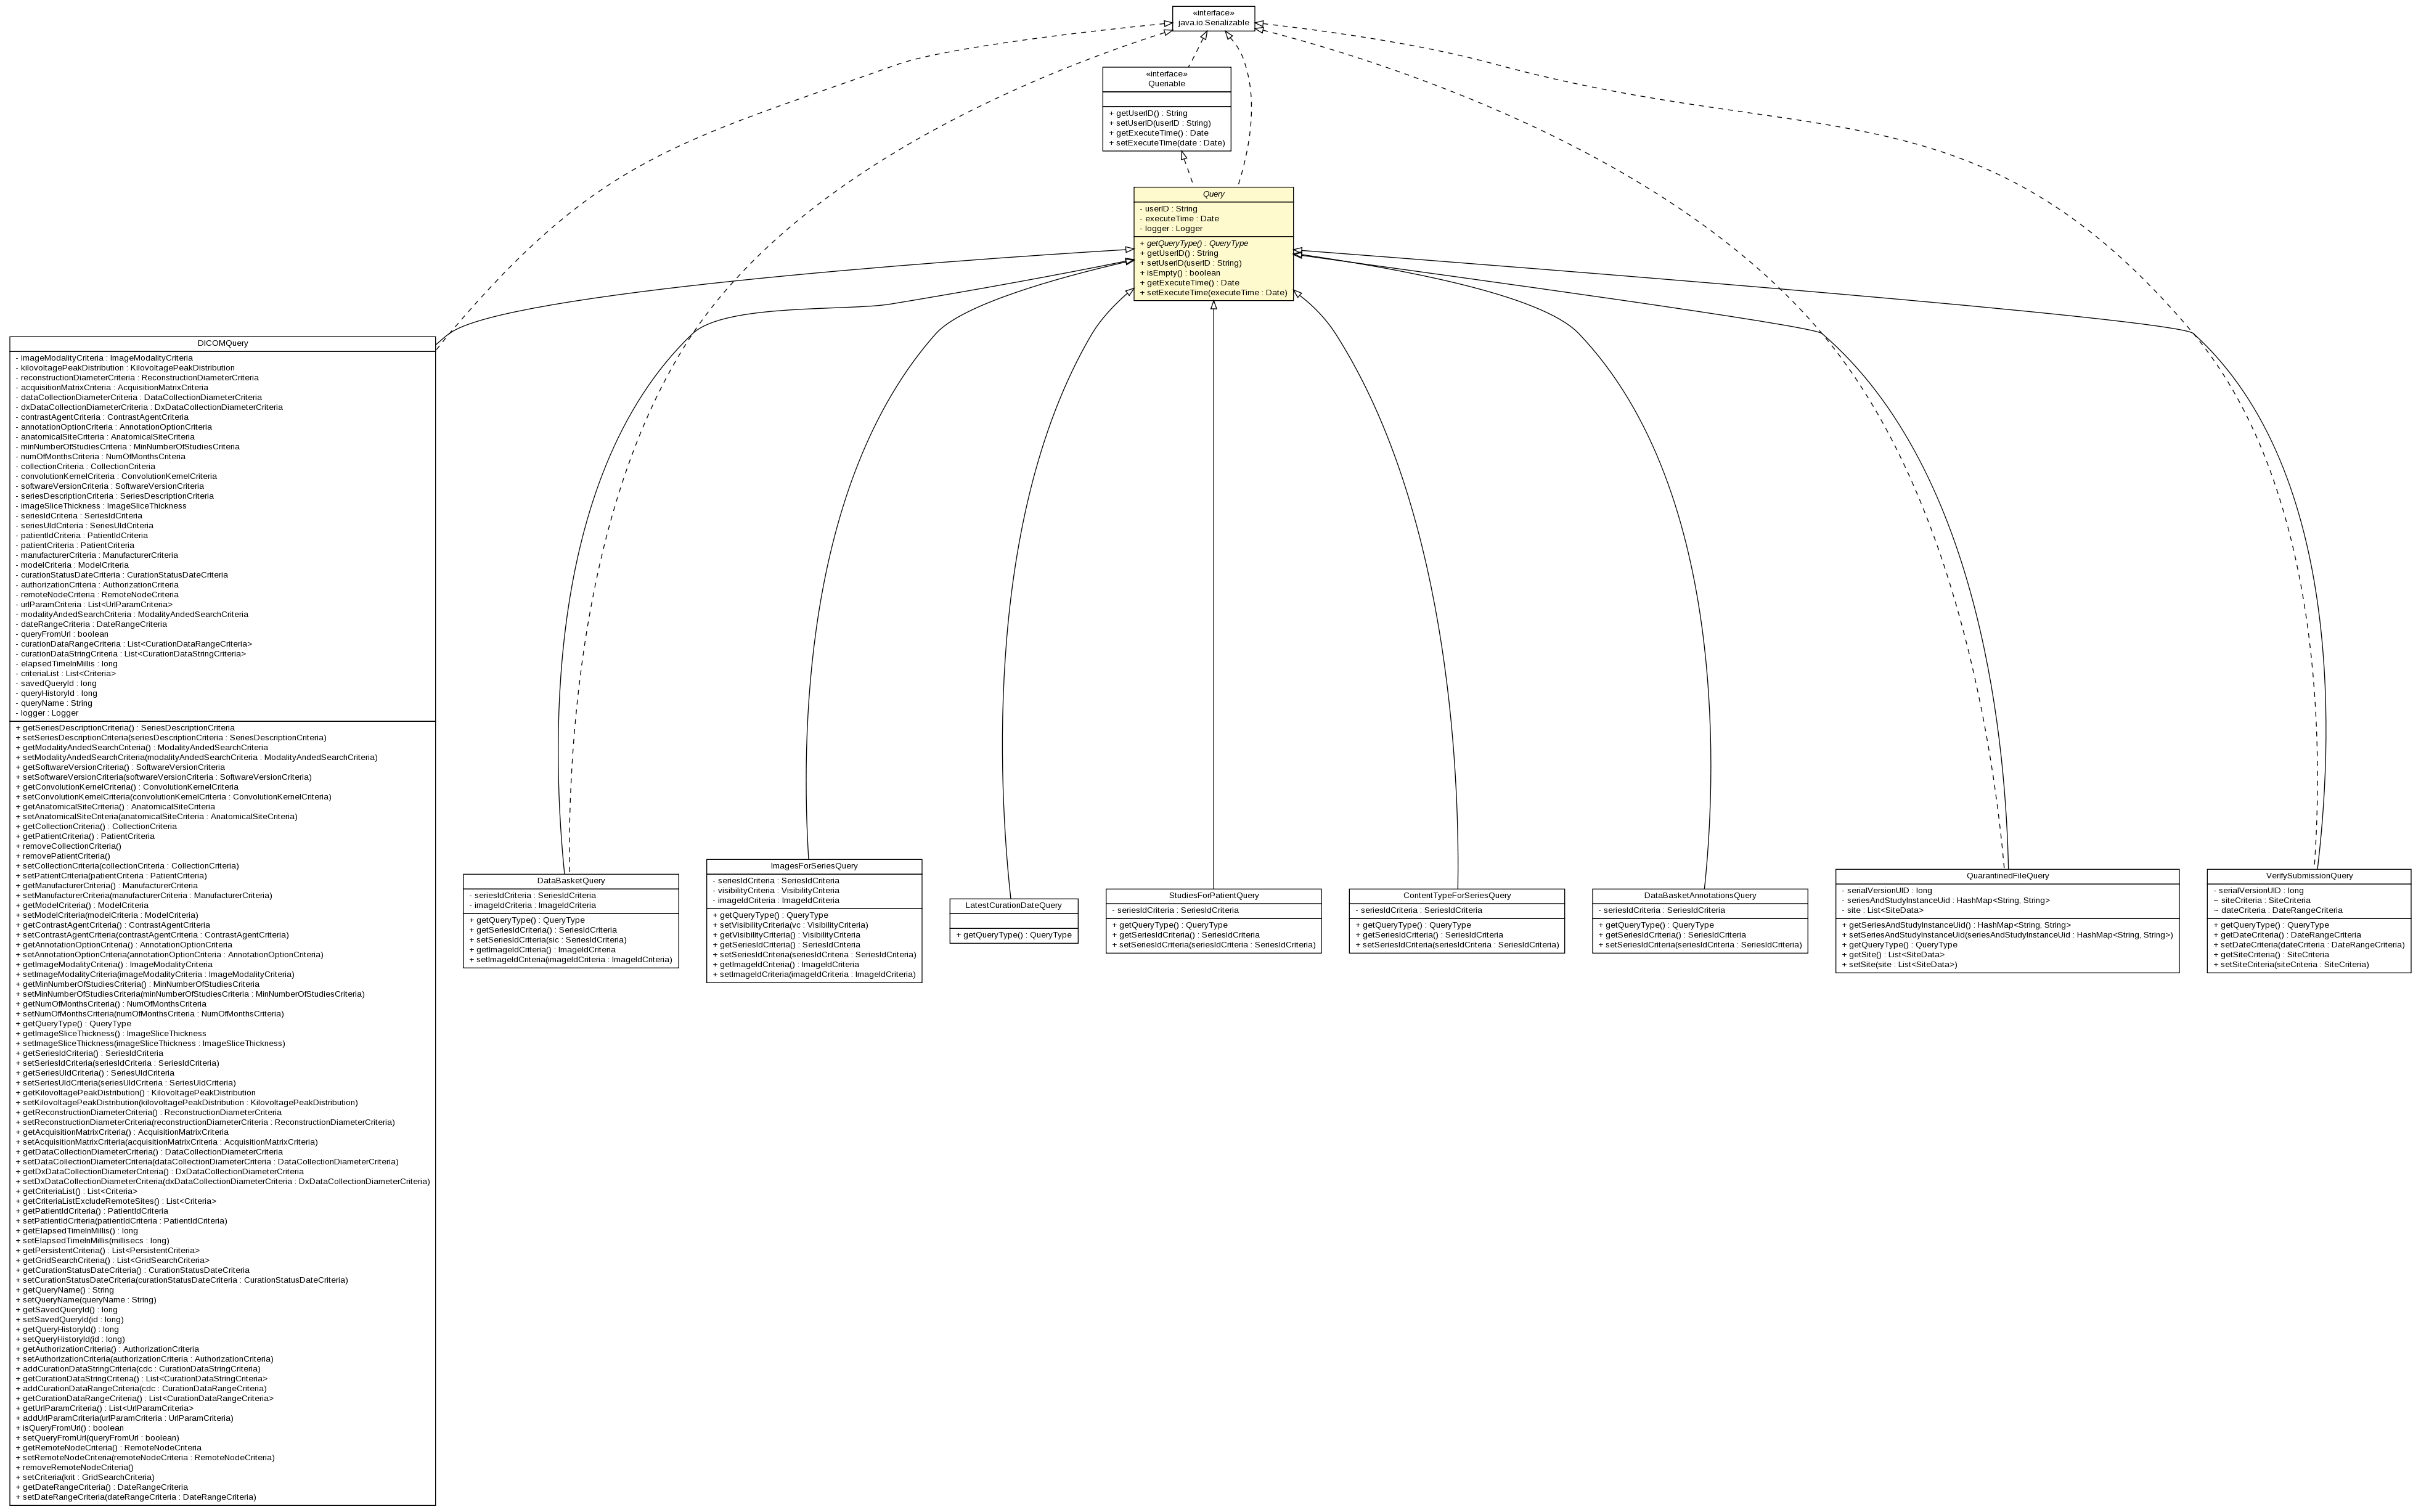 «interface»
java.io.Serializable
«interface»
Queriable
+ getUserID() : String
+ setUserID(userID : String)
+ getExecuteTime() : Date
+ setExecuteTime(date : Date)
Query
- userID : String
- executeTime : Date
- logger : Logger
+ getQueryType() : QueryType
+ getUserID() : String
+ setUserID(userID : String)
+ isEmpty() : boolean
+ getExecuteTime() : Date
+ setExecuteTime(executeTime : Date)
DICOMQuery
- imageModalityCriteria : ImageModalityCriteria
- kilovoltagePeakDistribution : KilovoltagePeakDistribution
- reconstructionDiameterCriteria : ReconstructionDiameterCriteria
- acquisitionMatrixCriteria : AcquisitionMatrixCriteria
- dataCollectionDiameterCriteria : DataCollectionDiameterCriteria
- dxDataCollectionDiameterCriteria : DxDataCollectionDiameterCriteria
- contrastAgentCriteria : ContrastAgentCriteria
- annotationOptionCriteria : AnnotationOptionCriteria
- anatomicalSiteCriteria : AnatomicalSiteCriteria
- minNumberOfStudiesCriteria : MinNumberOfStudiesCriteria
- numOfMonthsCriteria : NumOfMonthsCriteria
- collectionCriteria : CollectionCriteria
- convolutionKernelCriteria : ConvolutionKernelCriteria
- softwareVersionCriteria : SoftwareVersionCriteria
- seriesDescriptionCriteria : SeriesDescriptionCriteria
- imageSliceThickness : ImageSliceThickness
- seriesIdCriteria : SeriesIdCriteria
- seriesUIdCriteria : SeriesUIdCriteria
- patientIdCriteria : PatientIdCriteria
- patientCriteria : PatientCriteria
- manufacturerCriteria : ManufacturerCriteria
- modelCriteria : ModelCriteria
- curationStatusDateCriteria : CurationStatusDateCriteria
- authorizationCriteria : AuthorizationCriteria
- remoteNodeCriteria : RemoteNodeCriteria
- urlParamCriteria : List<UrlParamCriteria>
- modalityAndedSearchCriteria : ModalityAndedSearchCriteria
- dateRangeCriteria : DateRangeCriteria
- queryFromUrl : boolean
- curationDataRangeCriteria : List<CurationDataRangeCriteria>
- curationDataStringCriteria : List<CurationDataStringCriteria>
- elapsedTimeInMillis : long
- criteriaList : List<Criteria>
- savedQueryId : long
- queryHistoryId : long
- queryName : String
- logger : Logger
+ getSeriesDescriptionCriteria() : SeriesDescriptionCriteria
+ setSeriesDescriptionCriteria(seriesDescriptionCriteria : SeriesDescriptionCriteria)
+ getModalityAndedSearchCriteria() : ModalityAndedSearchCriteria
+ setModalityAndedSearchCriteria(modalityAndedSearchCriteria : ModalityAndedSearchCriteria)
+ getSoftwareVersionCriteria() : SoftwareVersionCriteria
+ setSoftwareVersionCriteria(softwareVersionCriteria : SoftwareVersionCriteria)
+ getConvolutionKernelCriteria() : ConvolutionKernelCriteria
+ setConvolutionKernelCriteria(convolutionKernelCriteria : ConvolutionKernelCriteria)
+ getAnatomicalSiteCriteria() : AnatomicalSiteCriteria
+ setAnatomicalSiteCriteria(anatomicalSiteCriteria : AnatomicalSiteCriteria)
+ getCollectionCriteria() : CollectionCriteria
+ getPatientCriteria() : PatientCriteria
+ removeCollectionCriteria()
+ removePatientCriteria()
+ setCollectionCriteria(collectionCriteria : CollectionCriteria)
+ setPatientCriteria(patientCriteria : PatientCriteria)
+ getManufacturerCriteria() : ManufacturerCriteria
+ setManufacturerCriteria(manufacturerCriteria : ManufacturerCriteria)
+ getModelCriteria() : ModelCriteria
+ setModelCriteria(modelCriteria : ModelCriteria)
+ getContrastAgentCriteria() : ContrastAgentCriteria
+ setContrastAgentCriteria(contrastAgentCriteria : ContrastAgentCriteria)
+ getAnnotationOptionCriteria() : AnnotationOptionCriteria
+ setAnnotationOptionCriteria(annotationOptionCriteria : AnnotationOptionCriteria)
+ getImageModalityCriteria() : ImageModalityCriteria
+ setImageModalityCriteria(imageModalityCriteria : ImageModalityCriteria)
+ getMinNumberOfStudiesCriteria() : MinNumberOfStudiesCriteria
+ setMinNumberOfStudiesCriteria(minNumberOfStudiesCriteria : MinNumberOfStudiesCriteria)
+ getNumOfMonthsCriteria() : NumOfMonthsCriteria
+ setNumOfMonthsCriteria(numOfMonthsCriteria : NumOfMonthsCriteria)
+ getQueryType() : QueryType
+ getImageSliceThickness() : ImageSliceThickness
+ setImageSliceThickness(imageSliceThickness : ImageSliceThickness)
+ getSeriesIdCriteria() : SeriesIdCriteria
+ setSeriesIdCriteria(seriesIdCriteria : SeriesIdCriteria)
+ getSeriesUIdCriteria() : SeriesUIdCriteria
+ setSeriesUIdCriteria(seriesUIdCriteria : SeriesUIdCriteria)
+ getKilovoltagePeakDistribution() : KilovoltagePeakDistribution
+ setKilovoltagePeakDistribution(kilovoltagePeakDistribution : KilovoltagePeakDistribution)
+ getReconstructionDiameterCriteria() : ReconstructionDiameterCriteria
+ setReconstructionDiameterCriteria(reconstructionDiameterCriteria : ReconstructionDiameterCriteria)
+ getAcquisitionMatrixCriteria() : AcquisitionMatrixCriteria
+ setAcquisitionMatrixCriteria(acquisitionMatrixCriteria : AcquisitionMatrixCriteria)
+ getDataCollectionDiameterCriteria() : DataCollectionDiameterCriteria
+ setDataCollectionDiameterCriteria(dataCollectionDiameterCriteria : DataCollectionDiameterCriteria)
+ getDxDataCollectionDiameterCriteria() : DxDataCollectionDiameterCriteria
+ setDxDataCollectionDiameterCriteria(dxDataCollectionDiameterCriteria : DxDataCollectionDiameterCriteria)
+ getCriteriaList() : List<Criteria>
+ getCriteriaListExcludeRemoteSites() : List<Criteria>
+ getPatientIdCriteria() : PatientIdCriteria
+ setPatientIdCriteria(patientIdCriteria : PatientIdCriteria)
+ getElapsedTimeInMillis() : long
+ setElapsedTimeInMillis(millisecs : long)
+ getPersistentCriteria() : List<PersistentCriteria>
+ getGridSearchCriteria() : List<GridSearchCriteria>
+ getCurationStatusDateCriteria() : CurationStatusDateCriteria
+ setCurationStatusDateCriteria(curationStatusDateCriteria : CurationStatusDateCriteria)
+ getQueryName() : String
+ setQueryName(queryName : String)
+ getSavedQueryId() : long
+ setSavedQueryId(id : long)
+ getQueryHistoryId() : long
+ setQueryHistoryId(id : long)
+ getAuthorizationCriteria() : AuthorizationCriteria
+ setAuthorizationCriteria(authorizationCriteria : AuthorizationCriteria)
+ addCurationDataStringCriteria(cdc : CurationDataStringCriteria)
+ getCurationDataStringCriteria() : List<CurationDataStringCriteria>
+ addCurationDataRangeCriteria(cdc : CurationDataRangeCriteria)
+ getCurationDataRangeCriteria() : List<CurationDataRangeCriteria>
+ getUrlParamCriteria() : List<UrlParamCriteria>
+ addUrlParamCriteria(urlParamCriteria : UrlParamCriteria)
+ isQueryFromUrl() : boolean
+ setQueryFromUrl(queryFromUrl : boolean)
+ getRemoteNodeCriteria() : RemoteNodeCriteria
+ setRemoteNodeCriteria(remoteNodeCriteria : RemoteNodeCriteria)
+ removeRemoteNodeCriteria()
+ setCriteria(krit : GridSearchCriteria)
+ getDateRangeCriteria() : DateRangeCriteria
+ setDateRangeCriteria(dateRangeCriteria : DateRangeCriteria)
DataBasketQuery
- seriesIdCriteria : SeriesIdCriteria
- imageIdCriteria : ImageIdCriteria
+ getQueryType() : QueryType
+ getSeriesIdCriteria() : SeriesIdCriteria
+ setSeriesIdCriteria(sic : SeriesIdCriteria)
+ getImageIdCriteria() : ImageIdCriteria
+ setImageIdCriteria(imageIdCriteria : ImageIdCriteria)
ImagesForSeriesQuery
- seriesIdCriteria : SeriesIdCriteria
- visibilityCriteria : VisibilityCriteria
- imageIdCriteria : ImageIdCriteria
+ getQueryType() : QueryType
+ setVisibilityCriteria(vc : VisibilityCriteria)
+ getVisibilityCriteria() : VisibilityCriteria
+ getSeriesIdCriteria() : SeriesIdCriteria
+ setSeriesIdCriteria(seriesIdCriteria : SeriesIdCriteria)
+ getImageIdCriteria() : ImageIdCriteria
+ setImageIdCriteria(imageIdCriteria : ImageIdCriteria)
LatestCurationDateQuery
+ getQueryType() : QueryType
StudiesForPatientQuery
- seriesIdCriteria : SeriesIdCriteria
+ getQueryType() : QueryType
+ getSeriesIdCriteria() : SeriesIdCriteria
+ setSeriesIdCriteria(seriesIdCriteria : SeriesIdCriteria)
ContentTypeForSeriesQuery
- seriesIdCriteria : SeriesIdCriteria
+ getQueryType() : QueryType
+ getSeriesIdCriteria() : SeriesIdCriteria
+ setSeriesIdCriteria(seriesIdCriteria : SeriesIdCriteria)
DataBasketAnnotationsQuery
- seriesIdCriteria : SeriesIdCriteria
+ getQueryType() : QueryType
+ getSeriesIdCriteria() : SeriesIdCriteria
+ setSeriesIdCriteria(seriesIdCriteria : SeriesIdCriteria)
QuarantinedFileQuery
- serialVersionUID : long
- seriesAndStudyInstanceUid : HashMap<String, String>
- site : List<SiteData>
+ getSeriesAndStudyInstanceUid() : HashMap<String, String>
+ setSeriesAndStudyInstanceUid(seriesAndStudyInstanceUid : HashMap<String, String>)
+ getQueryType() : QueryType
+ getSite() : List<SiteData>
+ setSite(site : List<SiteData>)
VerifySubmissionQuery
- serialVersionUID : long
~ siteCriteria : SiteCriteria
~ dateCriteria : DateRangeCriteria
+ getQueryType() : QueryType
+ getDateCriteria() : DateRangeCriteria
+ setDateCriteria(dateCriteria : DateRangeCriteria)
+ getSiteCriteria() : SiteCriteria
+ setSiteCriteria(siteCriteria : SiteCriteria)